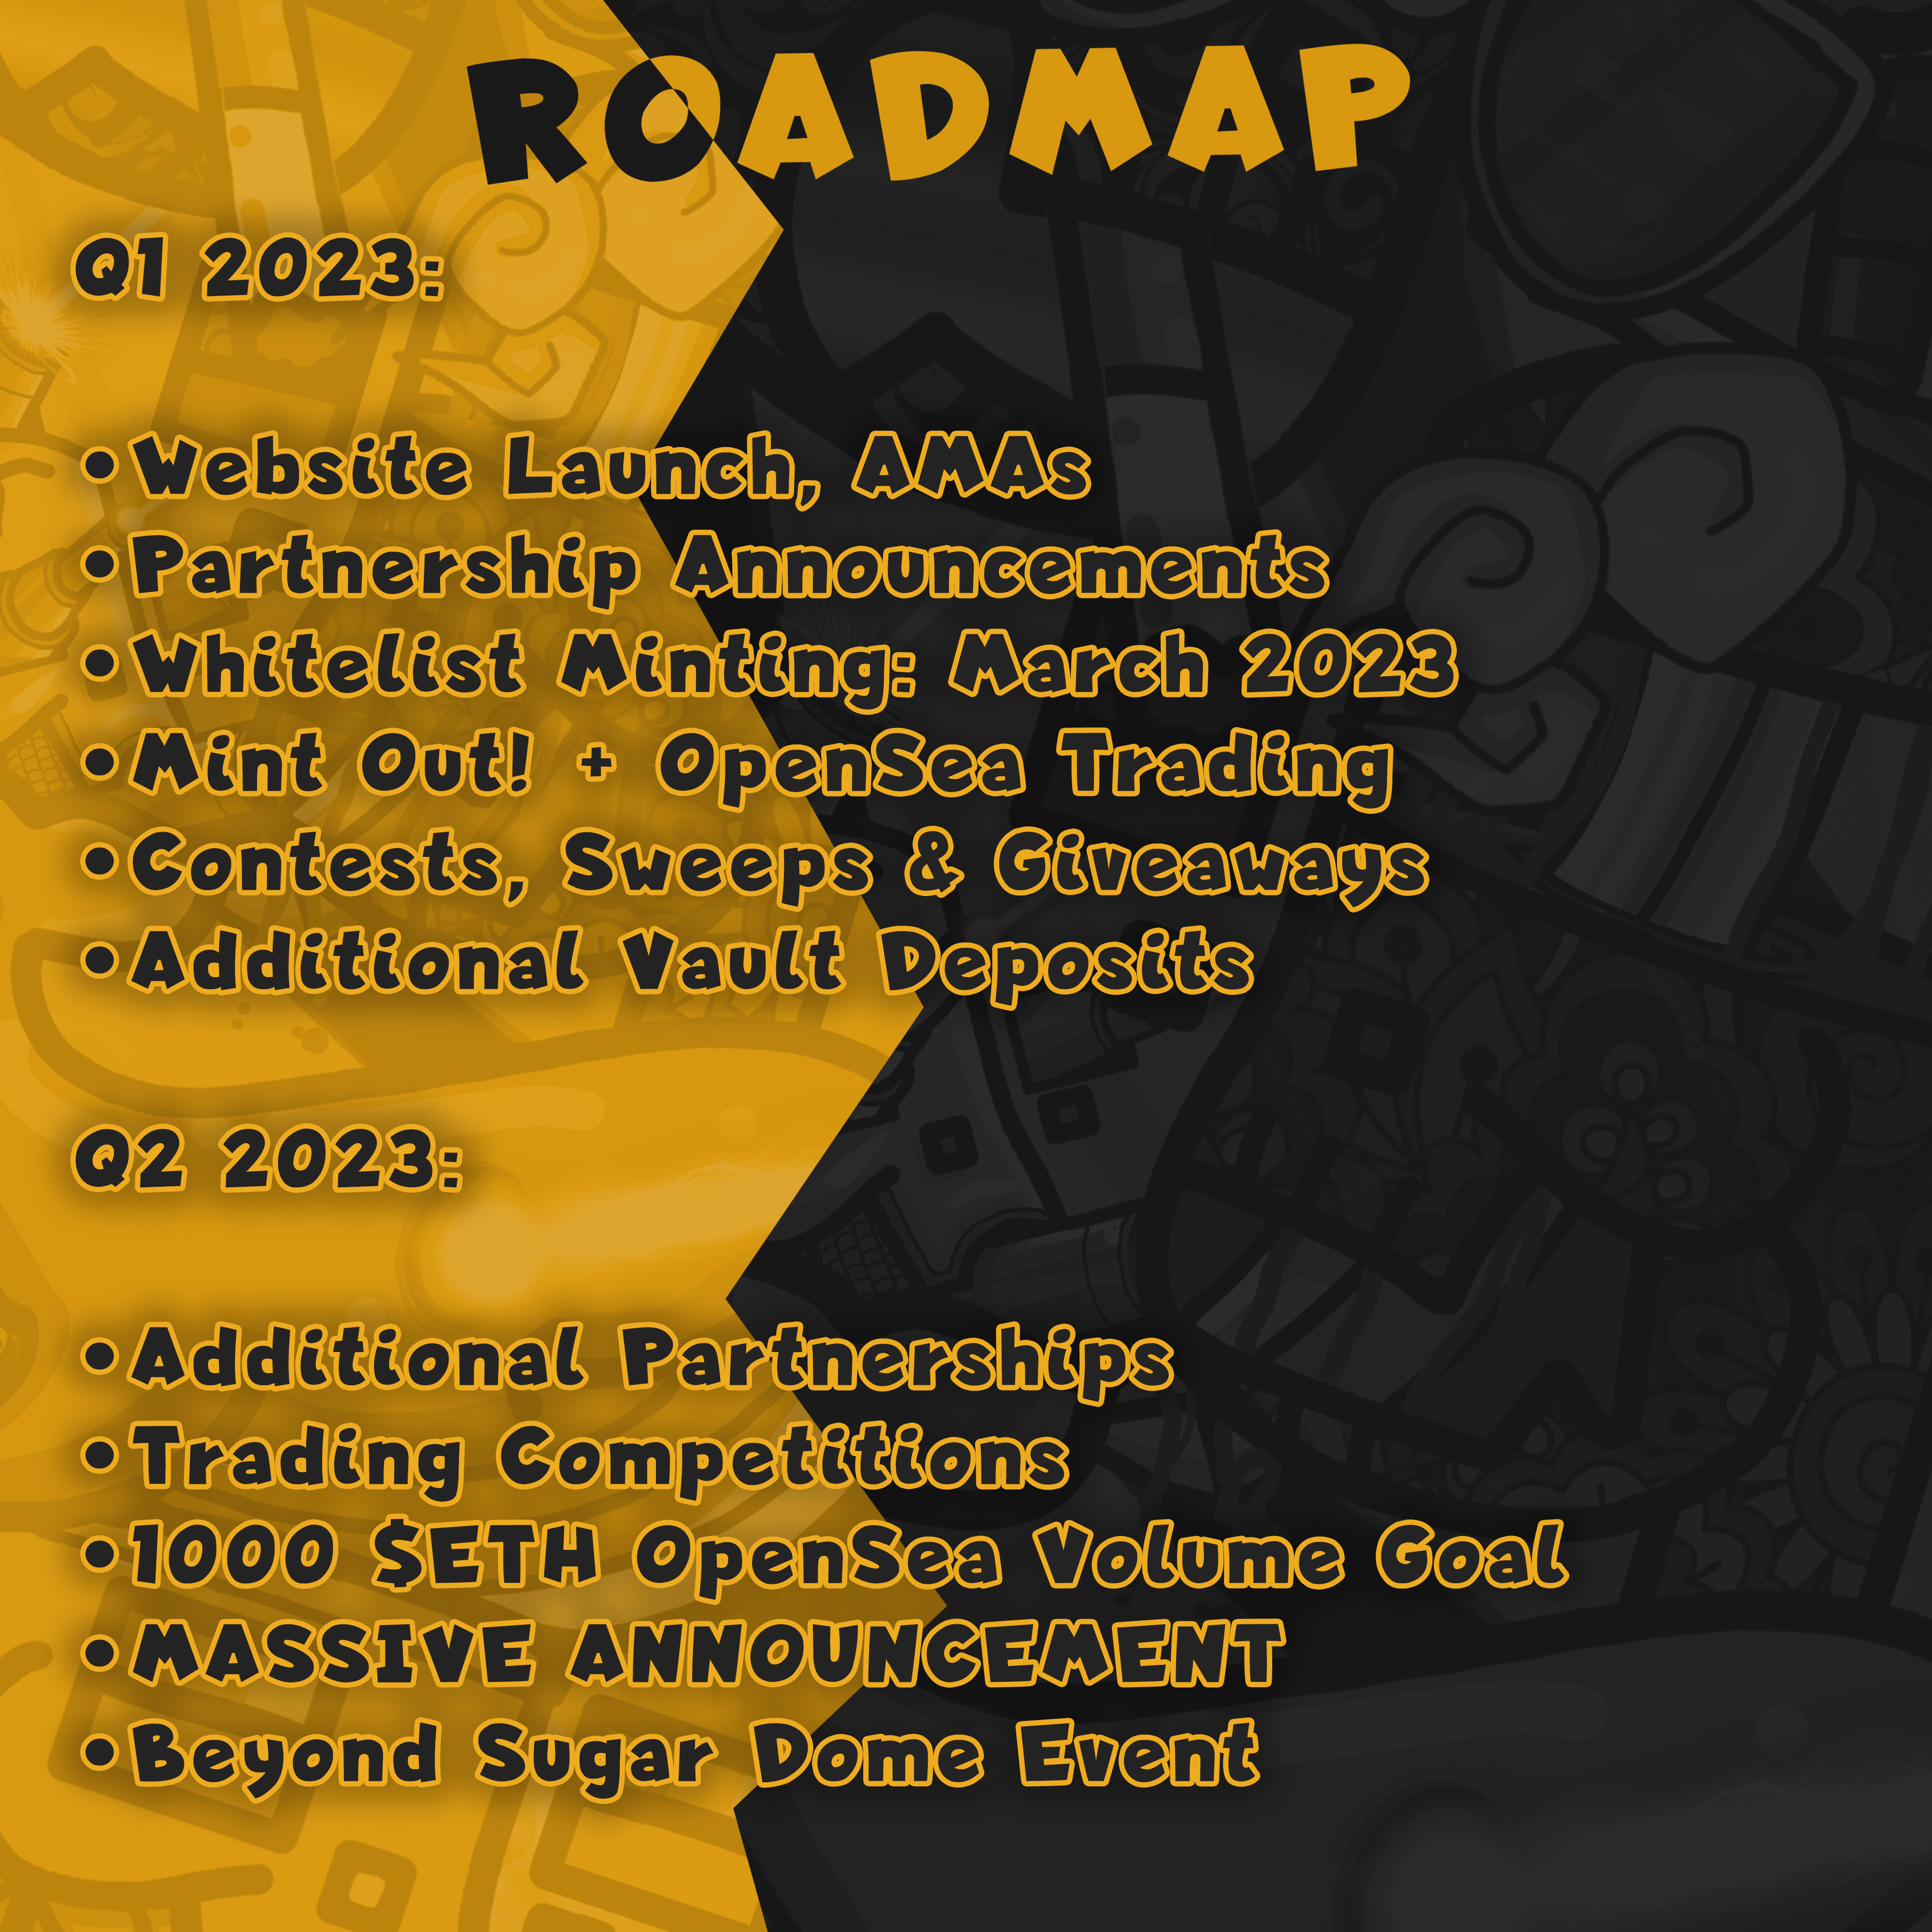 ROADMAP
Q1 2023:
•Website Launch, AMAs
•Partnership Announcements
•Whitelist Minting: March 2023
•Mint Out! + OpenSea Trading
•Contests, Sweeps & Giveaways
•Additional Vault Deposits
Q2 2023:
•Additional Partnerships
•Trading Competitions
•1000 $ETH OpenSea Volume Goal
•MASSIVE ANNOUNCEMENT
•Beyond Sugar Dome Event